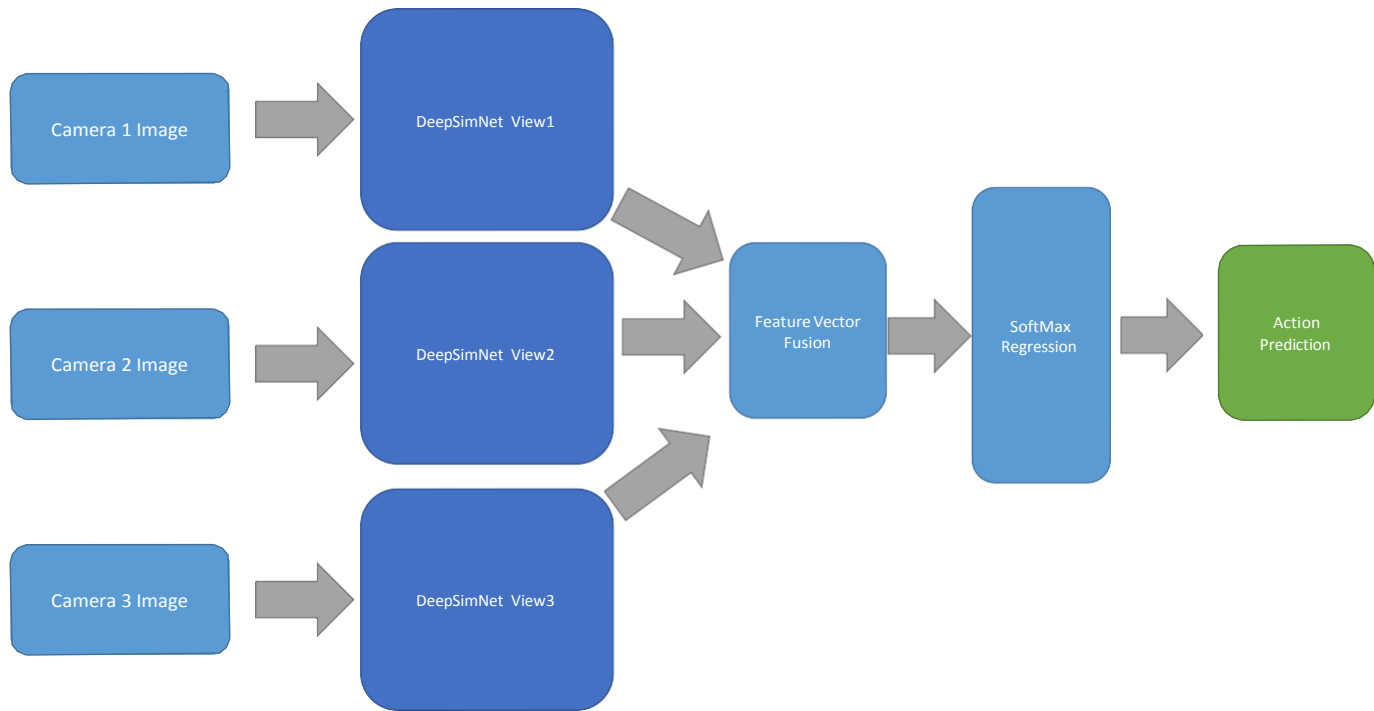 Camera 1 Image
DeepSimNet View1
Camera 2 Image
DeepSimNet View2
Camera 3 Image
DeepSimNet View3
Feature Vector
Fusion
SoftMax
Regression
Action
Prediction